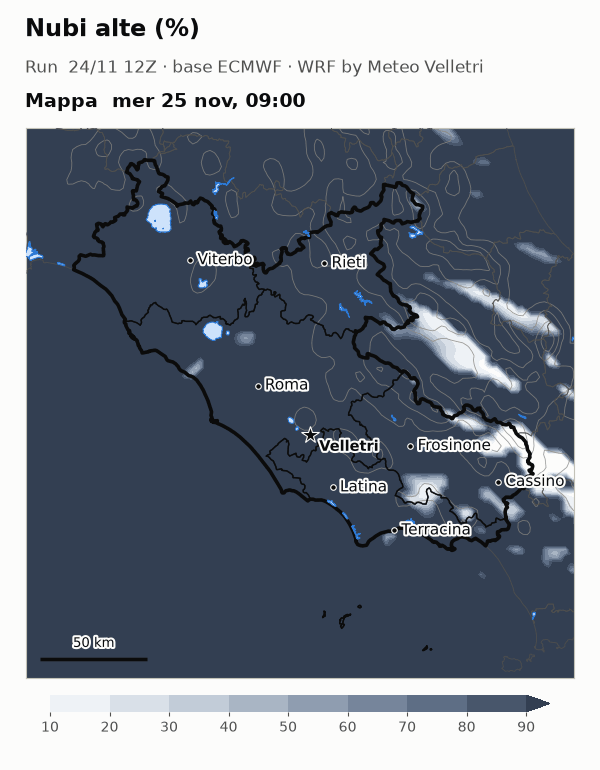 Nubi alte (%)
Run 24/11 12Z · base ECMWF · WRF by Meteo Velletri
Mappa mer 25 nov, 09:00
Viterbo
Rieti
Roma
Velletri
Frosinone
Cassino
Latina
Terracina
50 km
10 20 30 40 50 60 70 80 90